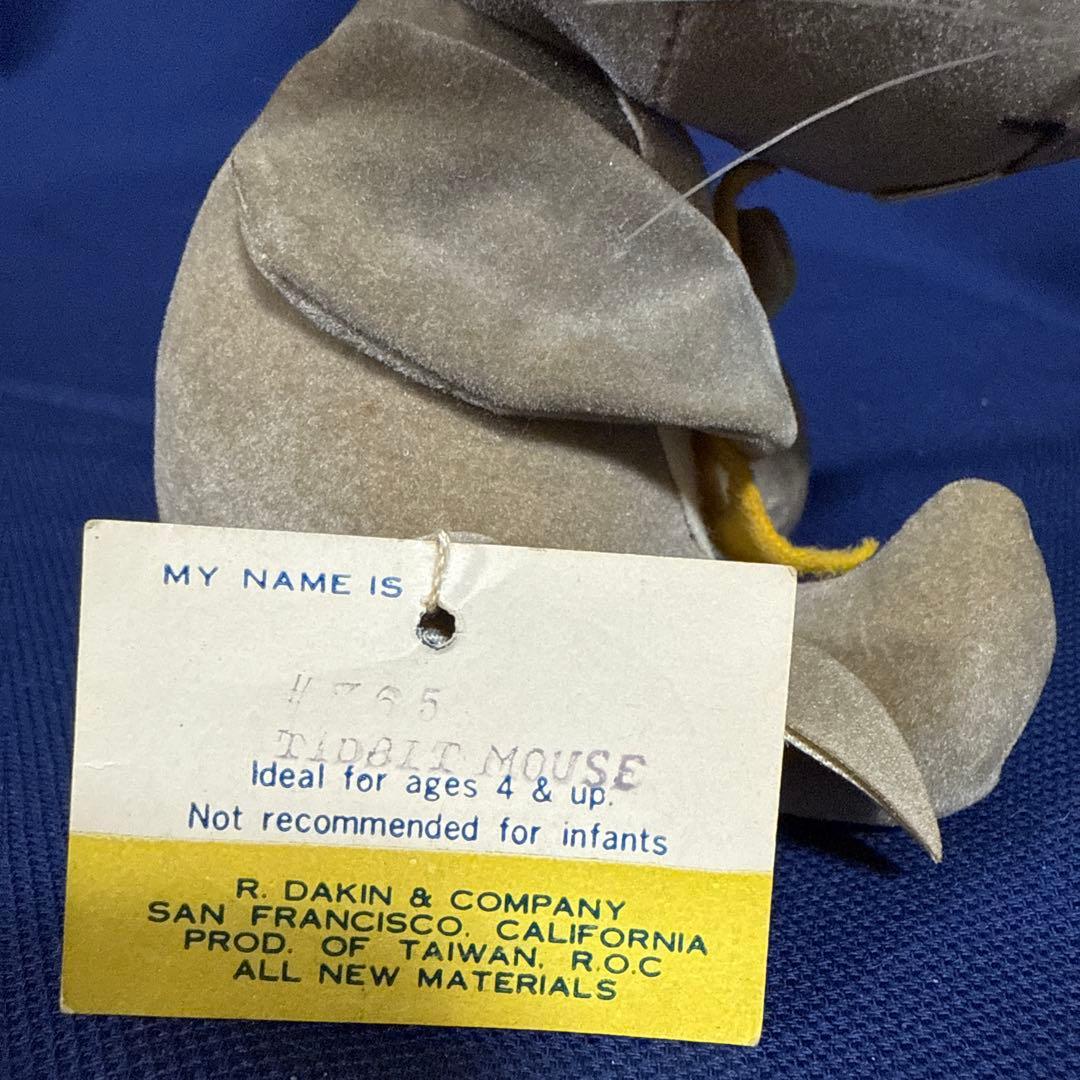 MY NAME IS
#765
TIDBIT MOUSE
Ideal for ages 4 & up.
Not recommended for infants
R. DAKIN & COMPANY
SAN FRANCISCO, CALIFORNIA
PROD. OF TAIWAN, R.O.C
ALL NEW MATERIALS